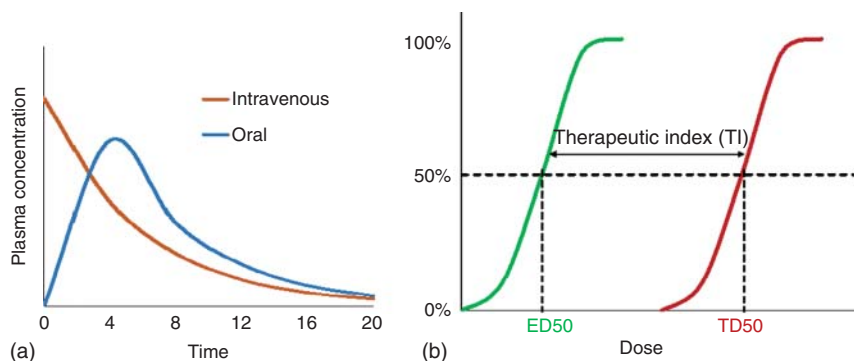 Plasma concentration
Intravenous
Oral
0 4 8 12 16 20
(a) Time
100%
Therapeutic index (TI)
50%
0%
ED50 TD50
(b) Dose